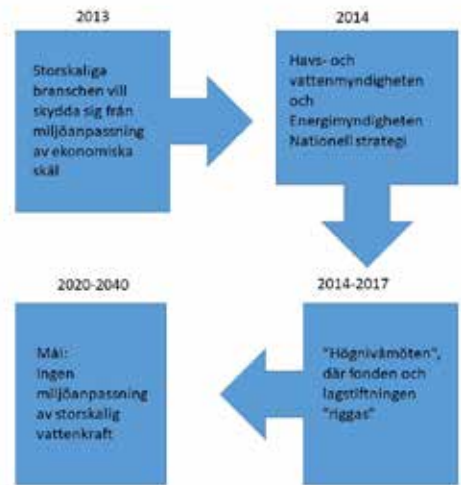 2013
Storskaliga
branschen vill
skydda sig från
miljöanpassning
av ekonomiska
skäl
2014
Havs- och
vattenmyndigheten
och
Energimyndigheten
Nationell strategi
2014-2017
"Högnivåmöten",
där fonden och
lagstiftningen
"riggas"
2020-2040
Mål:
Ingen
miljöanpassning
av storskalig
vattenkraft